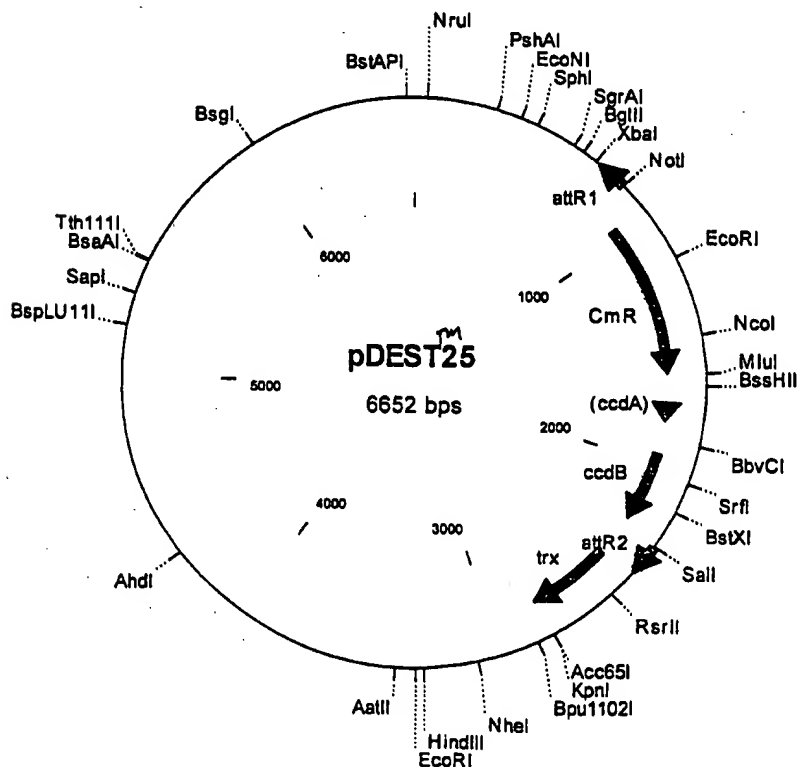 NruI
PshAI
EcoNI
SphI
SgrAI
BglII
XbaI
NotI
attR1
EcoRI
1000
CmR
NcoI
MluI
BssHII
(ccdA)
2000
BbvCI
ccdB
SrfI
BstXI
attR2
SalI
trx
RsrII
3000
Acc65I
KpnI
Bpu1102I
NheI
HindIII
EcoRI
AatII
4000
AhdI
5000
BspLU11I
SapI
BsaAI
Tth111I
6000
BsgI
BstAPI
pDEST™25
6652 bps